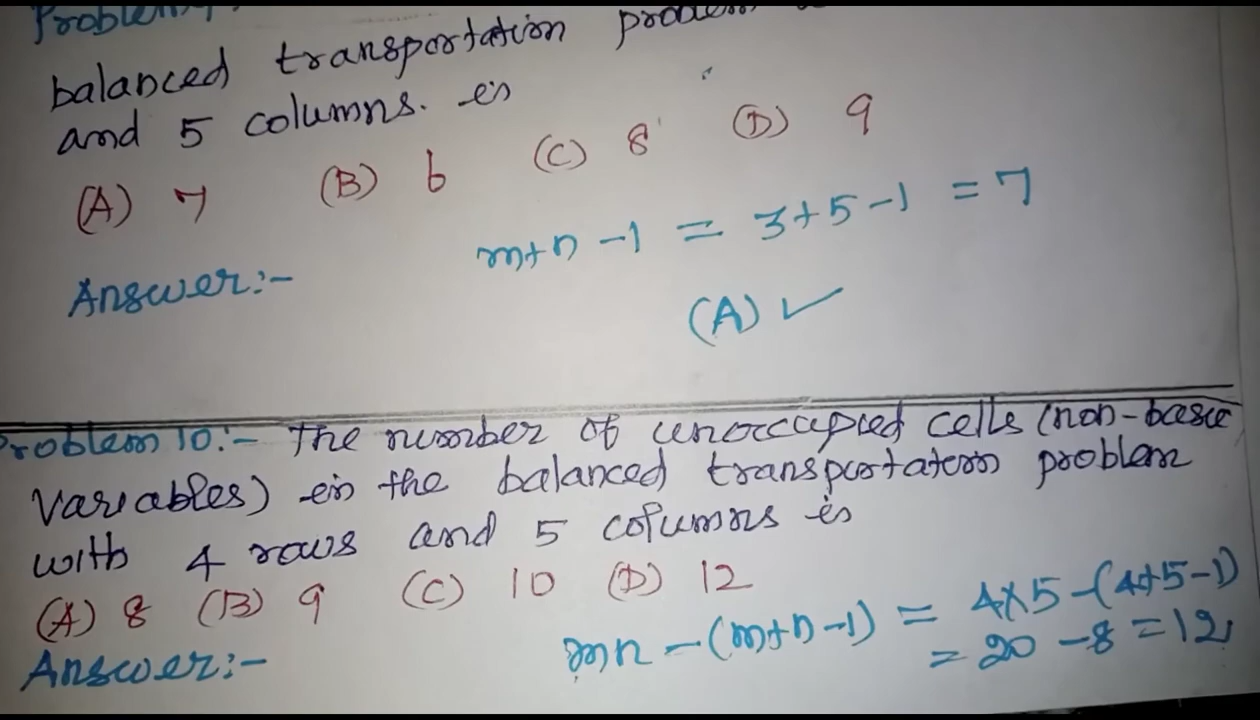 balanced transportation
and 5 columns. is
(A) 7 (B) 6 (C) 8 (D) 9
Answer:- m+n-1 = 3+5-1 = 7
(A) ✓
Problem 10:- The number of unoccupied cells (non-basic
variables) in the balanced transportation problem
with 4 rows and 5 columns is
(A) 8 (B) 9 (C) 10 (D) 12
Answer:- mn-(m+n-1) = 4×5-(4+5-1)
= 20-8=12,